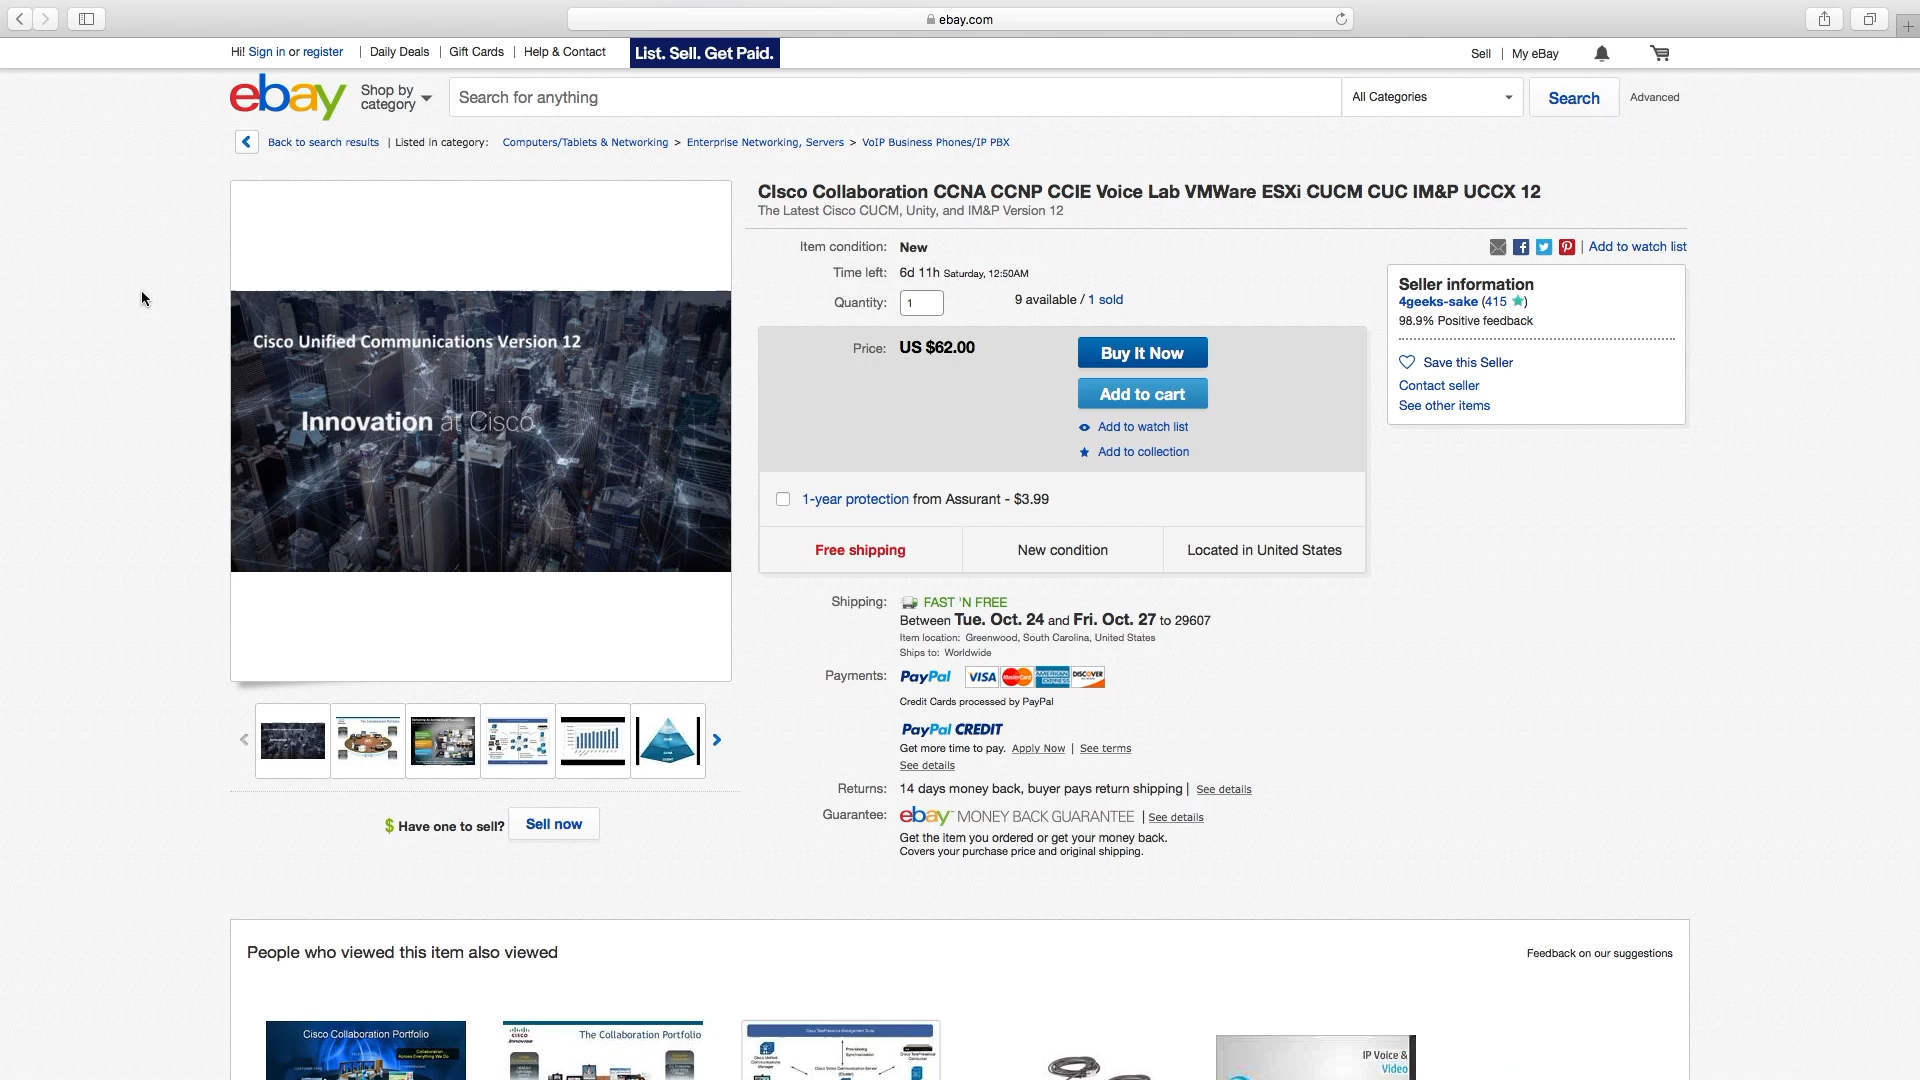 ebay.com
Hi! Sign in or register | Daily Deals | Gift Cards | Help & Contact
List. Sell. Get Paid.
Sell | My eBay
ebay
Shop by category
Search for anything
All Categories
Search
Advanced
Back to search results | Listed in category: Computers/Tablets & Networking > Enterprise Networking, Servers > VoIP Business Phones/IP PBX
CIsco Collaboration CCNA CCNP CCIE Voice Lab VMWare ESXi CUCM CUC IM&P UCCX 12
The Latest Cisco CUCM, Unity, and IM&P Version 12
Cisco Unified Communications Version 12
Innovation at Cisco
Item condition: New
Time left: 6d 11h Saturday, 12:50AM
Quantity: 1
9 available / 1 sold
Price: US $62.00
Buy It Now
Add to cart
Add to watch list
Add to collection
1-year protection from Assurant - $3.99
Free shipping
New condition
Located in United States
| Add to watch list
Seller information
4geeks-sake (415 )
98.9% Positive feedback
Save this Seller
Contact seller
See other items
Shipping: FAST 'N FREE
Between Tue. Oct. 24 and Fri. Oct. 27 to 29607
Item location: Greenwood, South Carolina, United States
Ships to: Worldwide
Payments: PayPal VISA MasterCard AMERICAN EXPRESS DISCOVER
Credit Cards processed by PayPal
PayPal CREDIT
Get more time to pay. Apply Now | See terms
See details
Returns: 14 days money back, buyer pays return shipping | See details
Guarantee: ebay MONEY BACK GUARANTEE | See details
Get the item you ordered or get your money back.
Covers your purchase price and original shipping.
$ Have one to sell? Sell now
People who viewed this item also viewed
Feedback on our suggestions
Cisco Collaboration Portfolio
The Collaboration Portfolio
IP Voice &
Video